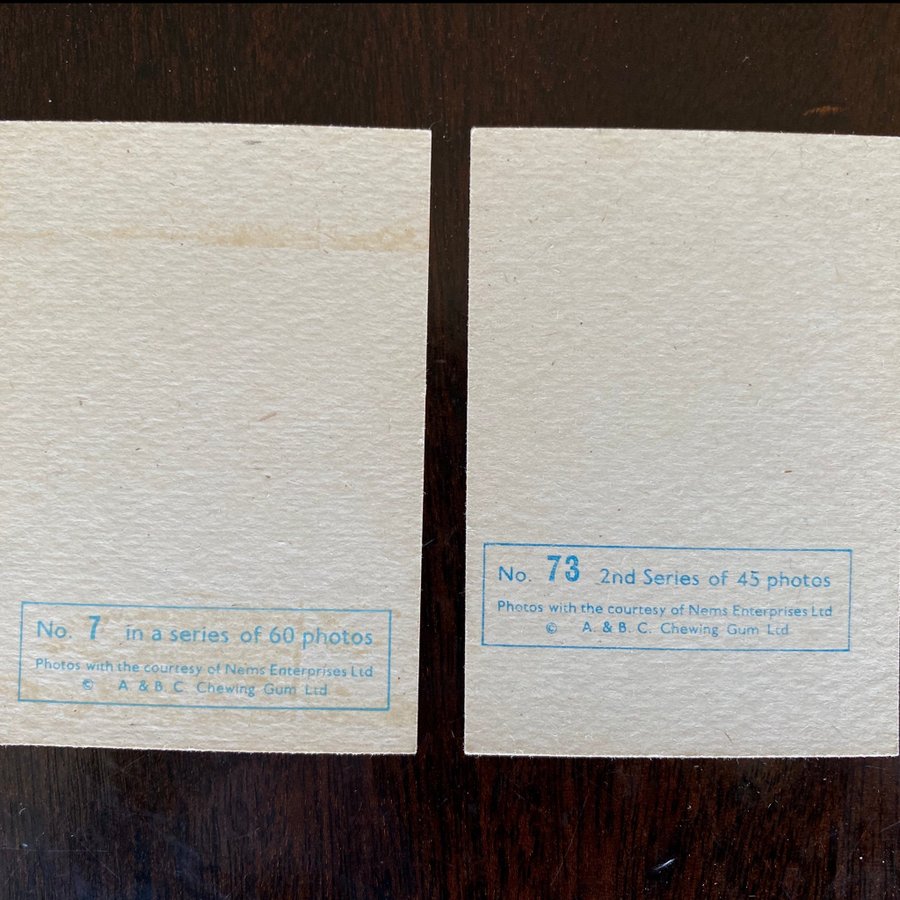 No. 7 in a series of 60 photos
Photos with the courtesy of Nems Enterprises Ltd
© A. & B. C. Chewing Gum Ltd
No. 73 2nd Series of 45 photos
Photos with the courtesy of Nems Enterprises Ltd
© A. & B. C. Chewing Gum Ltd